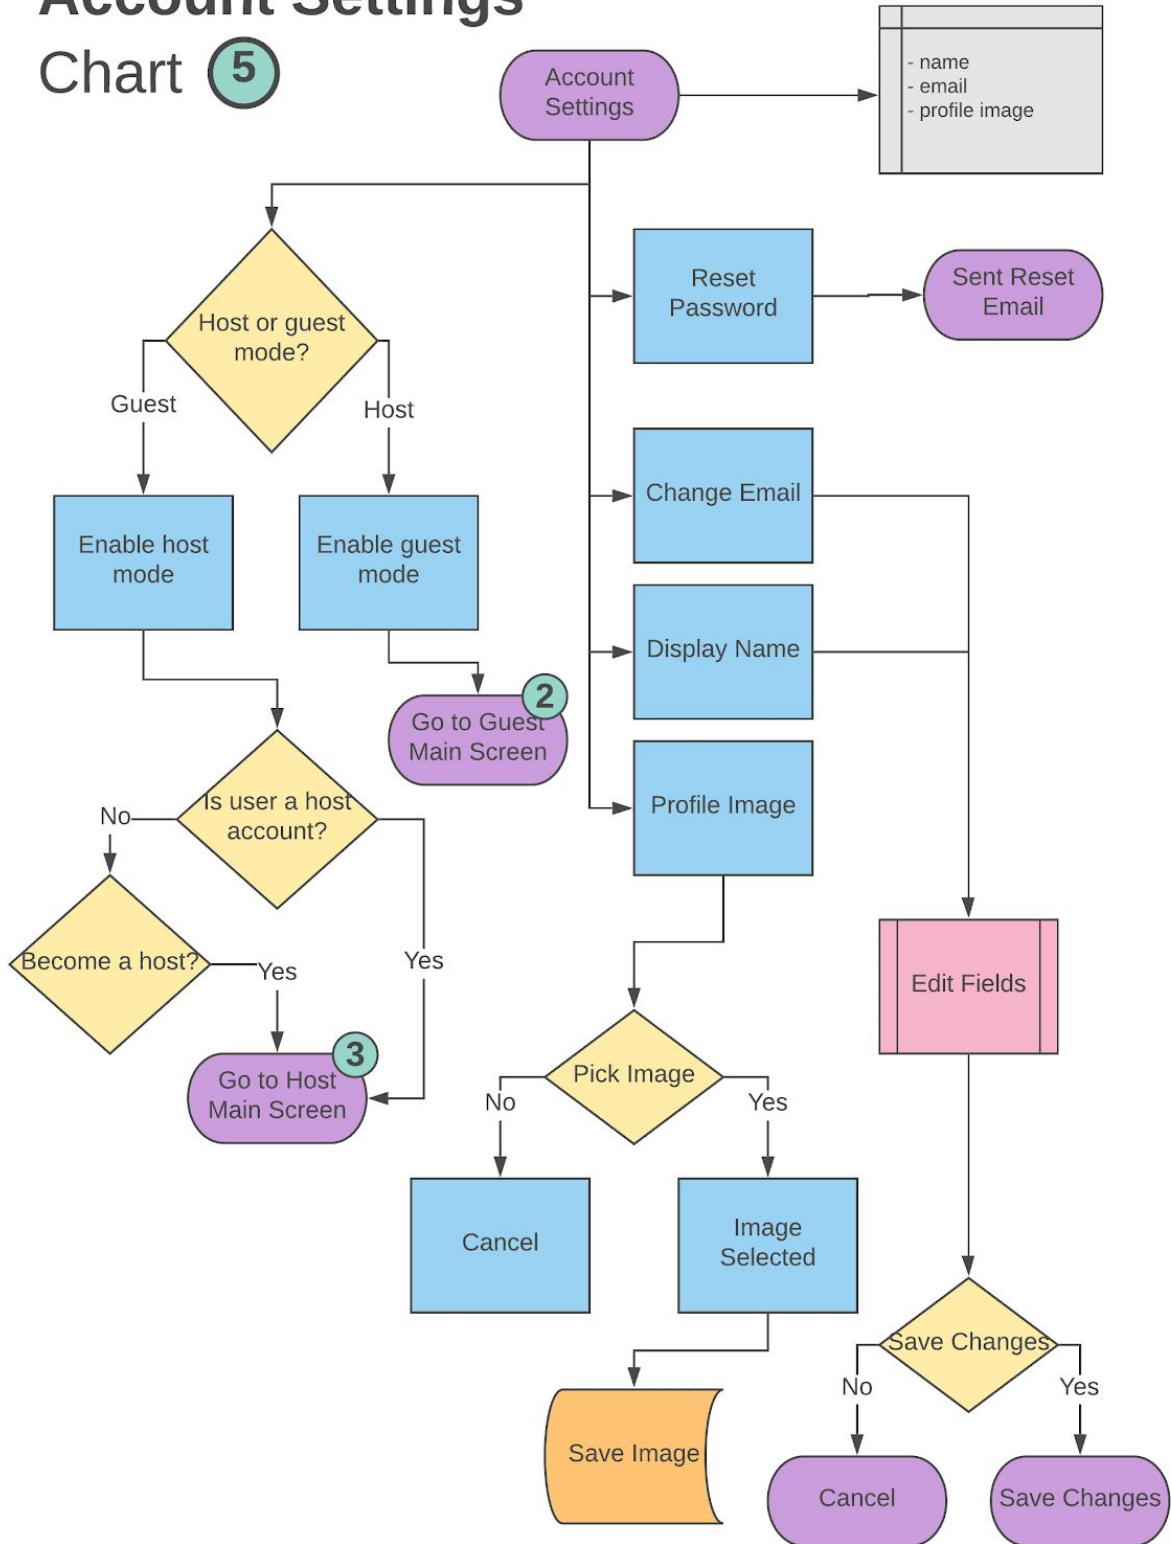 Account Settings
Chart 5
Account
Settings
- name
- email
- profile image
Reset
Password
Sent Reset
Email
Host or guest
mode?
Guest
Host
Change Email
Enable host
mode
Enable guest
mode
Display Name
2
Go to Guest
Main Screen
Is user a host
account?
Profile Image
No
Become a host?
Yes
Yes
Edit Fields
3
Go to Host
Main Screen
Pick Image
No
Yes
Cancel
Image
Selected
Save Changes
No
Yes
Save Image
Cancel
Save Changes